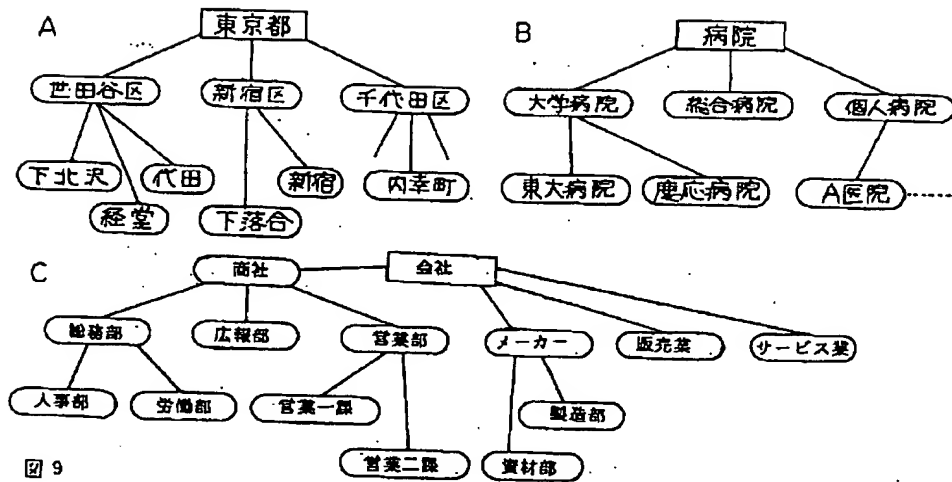 A
東京都
世田谷区
新宿区
千代田区
下北沢
代田
新宿
内幸町
経堂
下落合
B
病院
大学病院
総合病院
個人病院
東大病院
慶応病院
A医院
C
商社
会社
総務部
広報部
営業部
メーカー
販売業
サービス業
人事部
労働部
営業一課
製造部
営業二課
資材部
図9